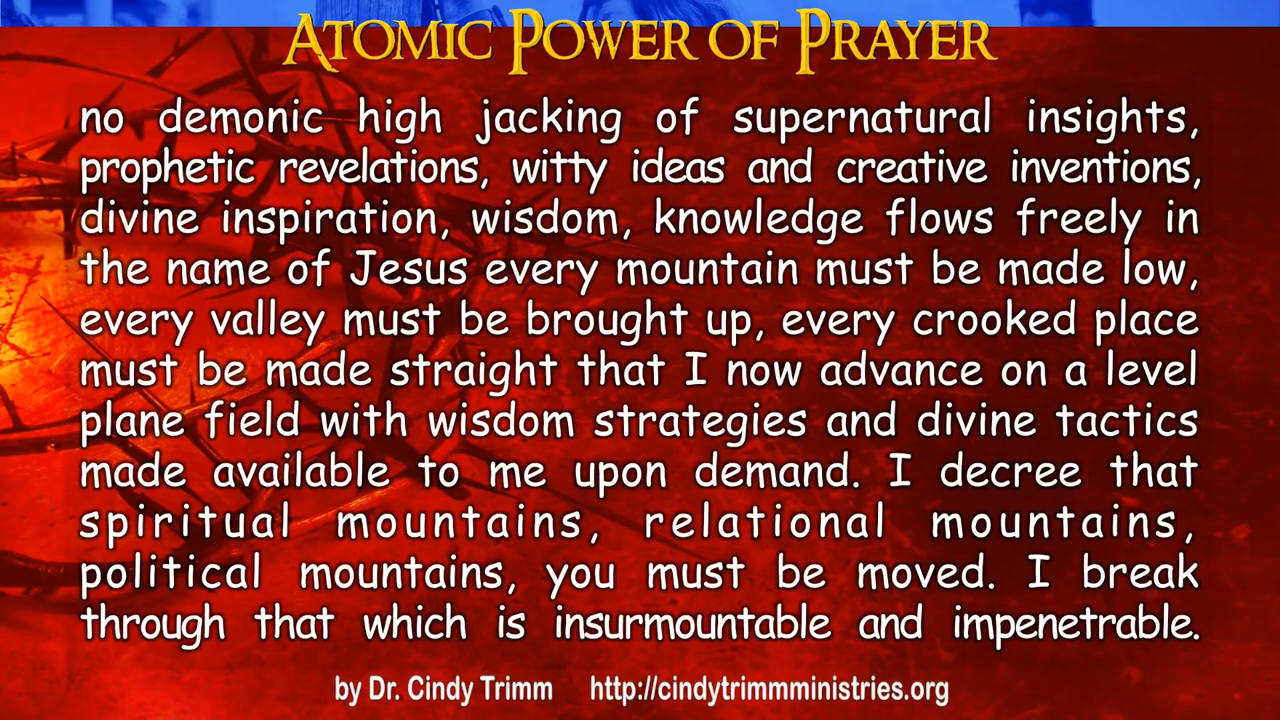 Atomic Power of Prayer
no demonic high jacking of supernatural insights,
prophetic revelations, witty ideas and creative inventions,
divine inspiration, wisdom, knowledge flows freely in
the name of Jesus every mountain must be made low,
every valley must be brought up, every crooked place
must be made straight that I now advance on a level
plane field with wisdom strategies and divine tactics
made available to me upon demand. I decree that
spiritual mountains, relational mountains,
political mountains, you must be moved. I break
through that which is insurmountable and impenetrable.
by Dr. Cindy Trimm http://cindytrimmministries.org